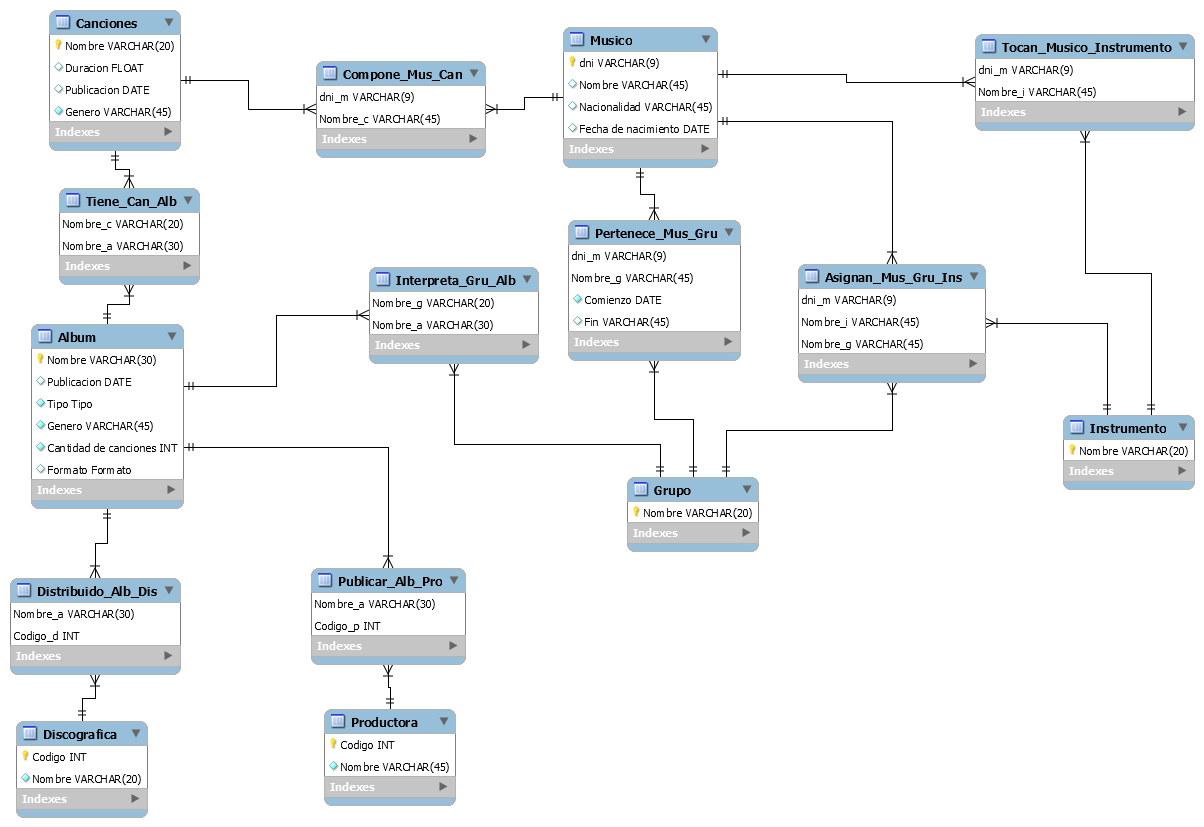 Canciones
Nombre VARCHAR(20)
Duracion FLOAT
Publicacion DATE
Genero VARCHAR(45)
Indexes
Compone_Mus_Can
dni_m VARCHAR(9)
Nombre_c VARCHAR(45)
Indexes
Musico
dni VARCHAR(9)
Nombre VARCHAR(45)
Nacionalidad VARCHAR(45)
Fecha de nacimiento DATE
Indexes
Tocan_Musico_Instrumento
dni_m VARCHAR(9)
Nombre_i VARCHAR(45)
Indexes
Tiene_Can_Alb
Nombre_c VARCHAR(20)
Nombre_a VARCHAR(30)
Indexes
Interpreta_Gru_Alb
Nombre_g VARCHAR(20)
Nombre_a VARCHAR(30)
Indexes
Pertenece_Mus_Gru
dni_m VARCHAR(9)
Nombre_g VARCHAR(45)
Comienzo DATE
Fin VARCHAR(45)
Indexes
Asignan_Mus_Gru_Ins
dni_m VARCHAR(9)
Nombre_i VARCHAR(45)
Nombre_g VARCHAR(45)
Indexes
Album
Nombre VARCHAR(30)
Publicacion DATE
Tipo Tipo
Genero VARCHAR(45)
Cantidad de canciones INT
Formato Formato
Indexes
Instrumento
Nombre VARCHAR(20)
Indexes
Grupo
Nombre VARCHAR(20)
Indexes
Distribuido_Alb_Dis
Nombre_a VARCHAR(30)
Codigo_d INT
Indexes
Publicar_Alb_Pro
Nombre_a VARCHAR(30)
Codigo_p INT
Indexes
Discografica
Codigo INT
Nombre VARCHAR(20)
Indexes
Productora
Codigo INT
Nombre VARCHAR(45)
Indexes